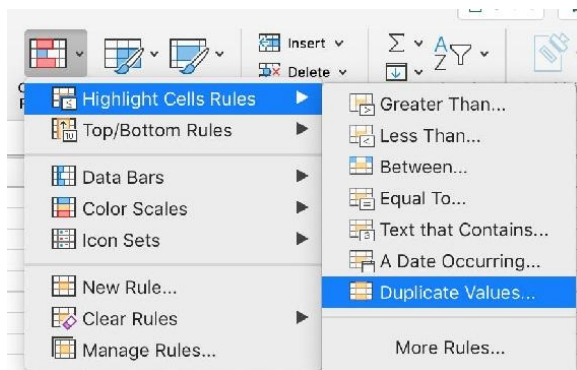 Insert
Delete
Highlight Cells Rules
Top/Bottom Rules
Data Bars
Color Scales
Icon Sets
New Rule...
Clear Rules
Manage Rules...
Greater Than...
Less Than...
Between...
Equal To...
Text that Contains...
A Date Occurring...
Duplicate Values...
More Rules...